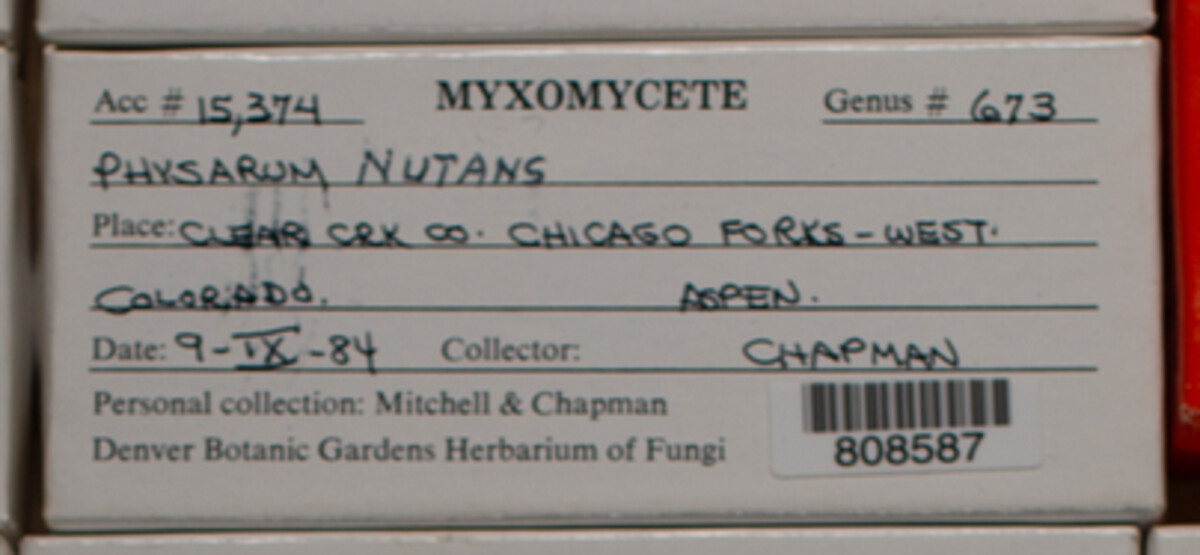 Acc # 15,374 MYXOMYCETE Genus # 673
PHYSARUM NUTANS
Place: CLEAR CRK CO. CHICAGO FORKS - WEST.
COLORADO. ASPEN.
Date: 9-IX-84 Collector: CHAPMAN
Personal collection: Mitchell & Chapman
Denver Botanic Gardens Herbarium of Fungi
808587